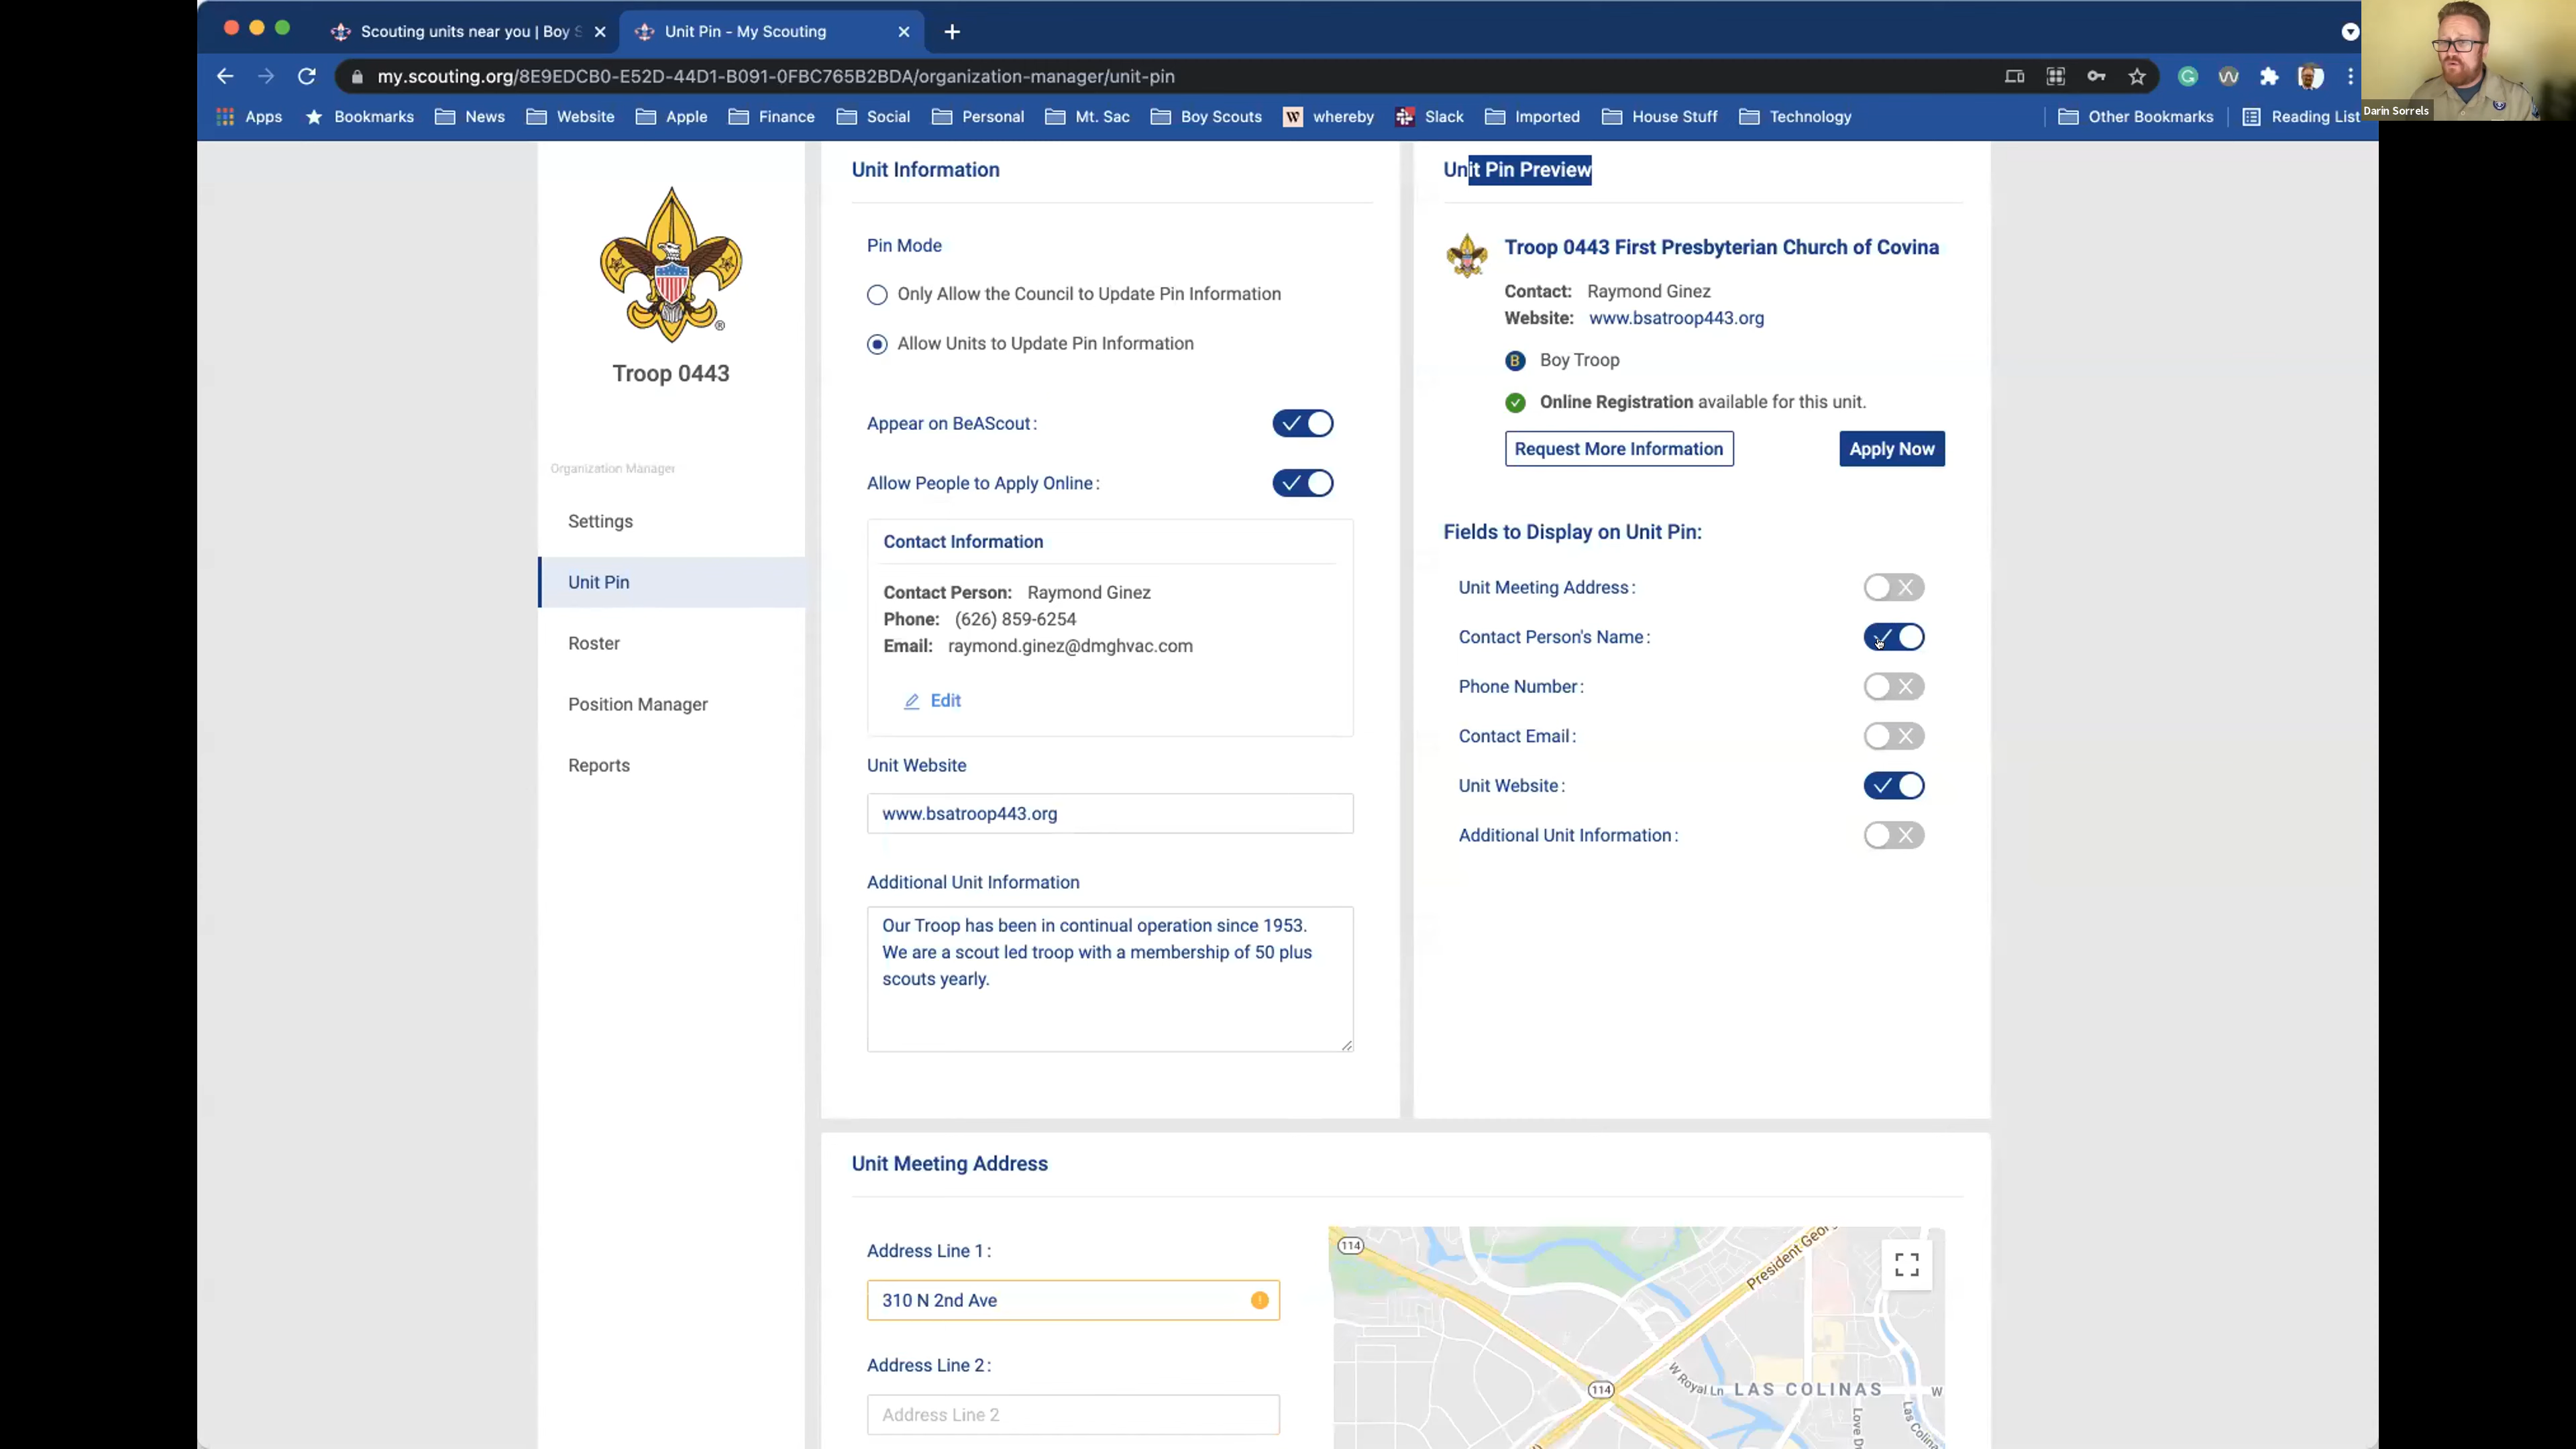 Scouting units near you | Boy S
Unit Pin - My Scouting
my.scouting.org/8E9EDCB0-E52D-44D1-B091-0FBC765B2BDA/organization-manager/unit-pin
Apps Bookmarks News Website Apple Finance Social Personal Mt. Sac Boy Scouts whereby Slack Imported House Stuff Technology Other Bookmarks Reading List
Darin Sorrels
Troop 0443
Organization Manager
Settings
Unit Pin
Roster
Position Manager
Reports
Unit Information
Pin Mode
Only Allow the Council to Update Pin Information
Allow Units to Update Pin Information
Appear on BeAScout:
Allow People to Apply Online:
Contact Information
Contact Person: Raymond Ginez
Phone: (626) 859-6254
Email: raymond.ginez@dmghvac.com
Edit
Unit Website
www.bsatroop443.org
Additional Unit Information
Our Troop has been in continual operation since 1953.
We are a scout led troop with a membership of 50 plus
scouts yearly.
Unit Pin Preview
Troop 0443 First Presbyterian Church of Covina
Contact: Raymond Ginez
Website: www.bsatroop443.org
B Boy Troop
Online Registration available for this unit.
Request More Information
Apply Now
Fields to Display on Unit Pin:
Unit Meeting Address:
Contact Person's Name:
Phone Number:
Contact Email:
Unit Website:
Additional Unit Information:
Unit Meeting Address
Address Line 1:
310 N 2nd Ave
Address Line 2:
Address Line 2
114
President Geor
114
W Royal Ln
LAS COLINAS
W
Love Dr
Las Colina